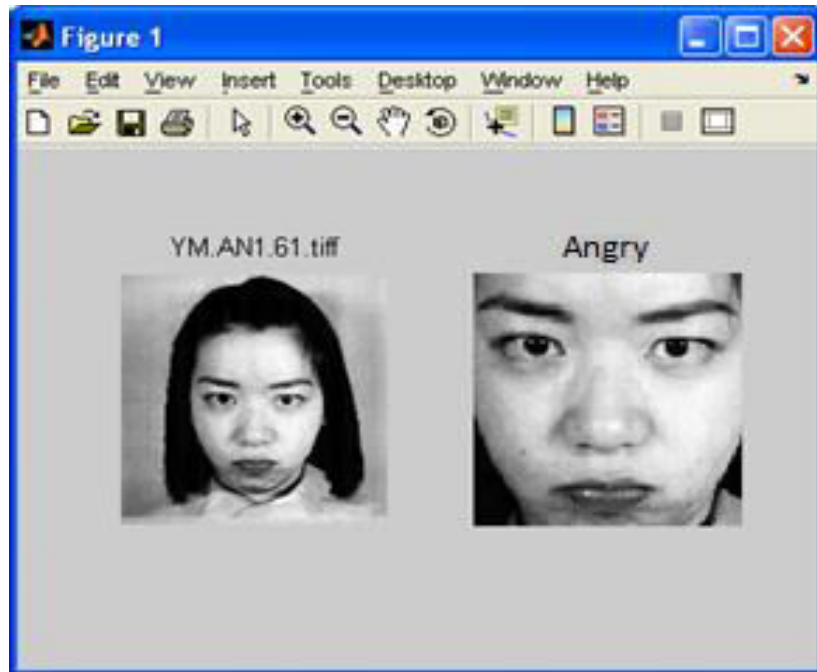 Figure 1
File Edit View Insert Tools Desktop Window Help
YM.AN1.61.tiff Angry